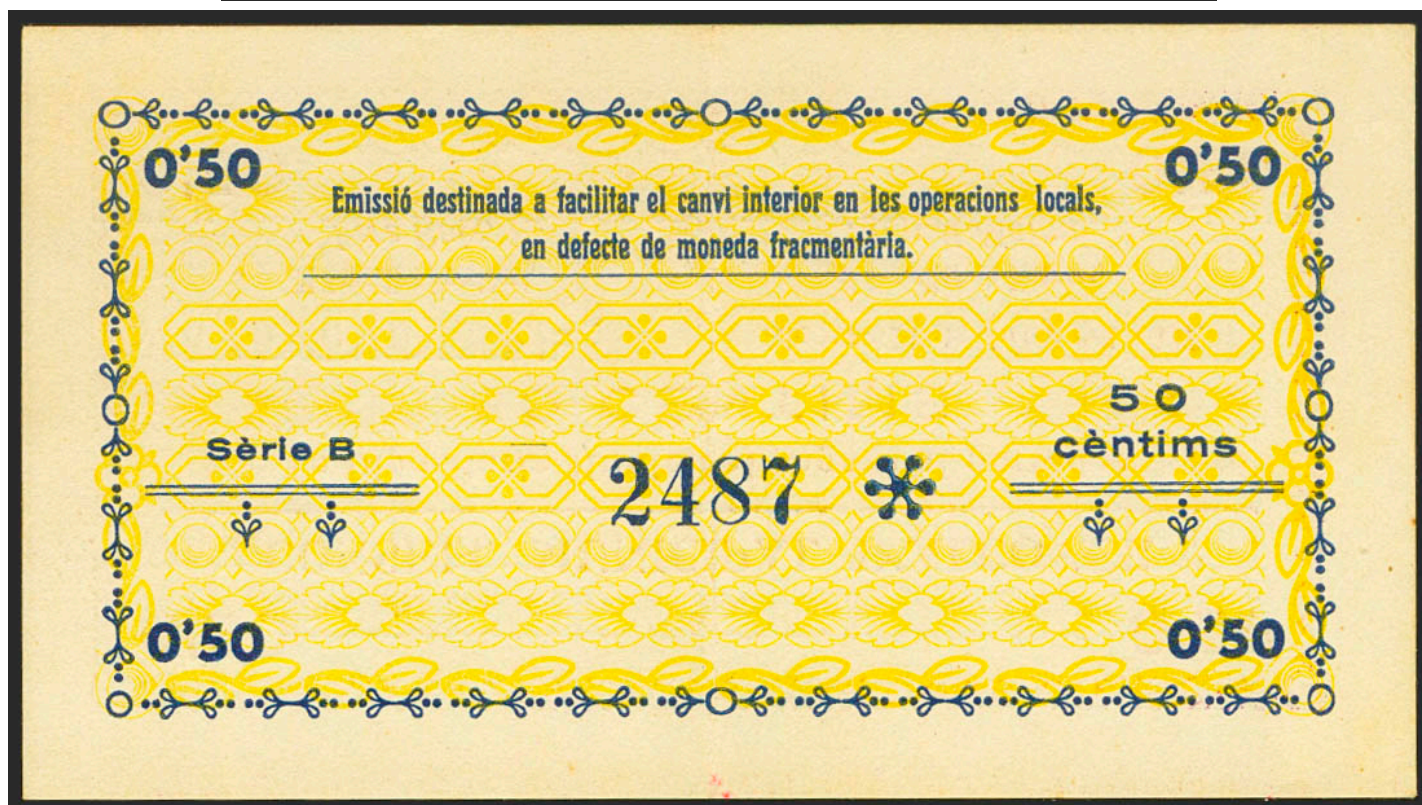 0'50
0'50
Emissió destinada a facilitar el canvi interior en les operacions locals,
en defecte de moneda fracmentària.
50
cèntims
Sèrie B
2487 *
0'50
0'50